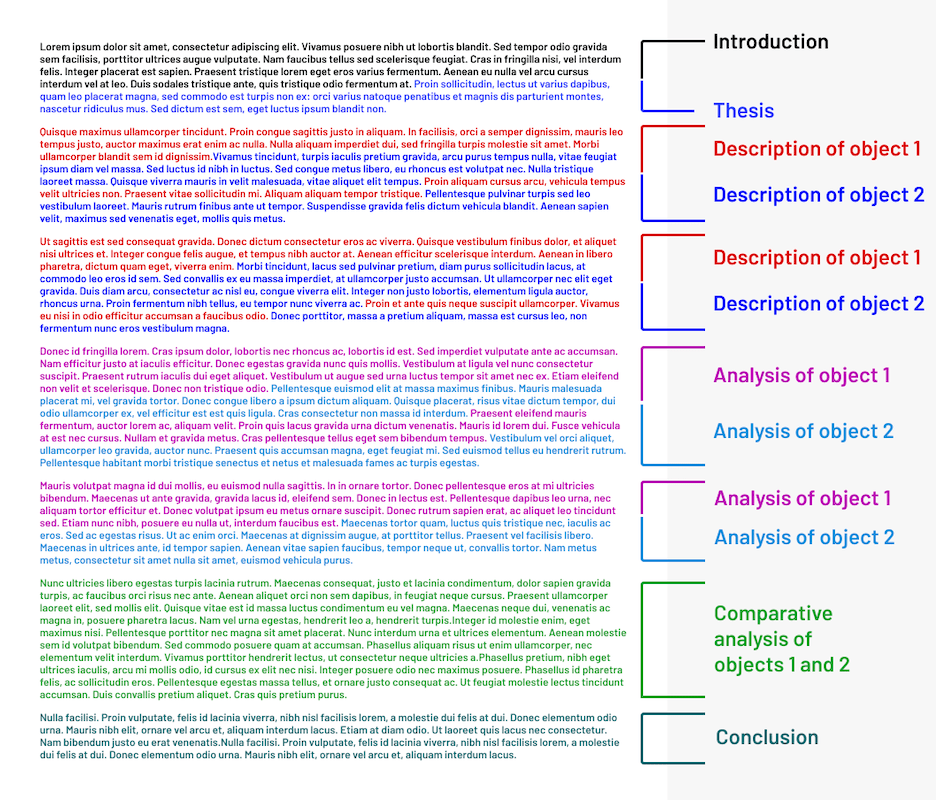 Lorem ipsum dolor sit amet, consectetur adipiscing elit. Vivamus posuere nibh ut lobortis blandit. Sed tempor odio gravida
sem facilisis, porttitor ultrices augue vulputate. Nam faucibus tellus sed scelerisque feugiat. Cras in fringilla nisi, vel interdum
felis. Integer placerat est sapien. Praesent tristique lorem eget eros varius fermentum. Aenean eu nulla vel arcu cursus
interdum vel at leo. Duis sodales tristique ante, quis tristique odio fermentum at. Proin sollicitudin, lectus ut varius dapibus,
quam leo placerat magna, sed commodo est turpis non ex: orci varius natoque penatibus et magnis dis parturient montes,
nascetur ridiculus mus. Sed dictum est sem, eget luctus ipsum blandit non.
Introduction
Thesis
Quisque maximus ullamcorper tincidunt. Proin congue sagittis justo in aliquam. In facilisis, orci a semper dignissim, mauris leo
tempus justo, auctor maximus erat enim ac nulla. Nulla aliquam imperdiet dui, sed fringilla turpis molestie sit amet. Morbi
ullamcorper blandit sem id dignissim.Vivamus tincidunt, turpis iaculis pretium gravida, arcu purus tempus nulla, vitae feugiat
ipsum diam vel massa. Sed luctus id nibh in luctus. Sed congue metus libero, eu rhoncus est volutpat nec. Nulla tristique
laoreet massa. Quisque viverra mauris in velit malesuada, vitae aliquet elit tempus. Proin aliquam cursus arcu, vehicula tempus
velit ultricies non. Praesent vitae sollicitudin mi. Aliquam aliquam tempor tristique. Pellentesque pulvinar turpis sed leo
vestibulum laoreet. Mauris rutrum finibus ante ut tempor. Suspendisse gravida felis dictum vehicula blandit. Aenean sapien
velit, maximus sed venenatis eget, mollis quis metus.
Description of object 1
Description of object 2
Ut sagittis est sed consequat gravida. Donec dictum consectetur eros ac viverra. Quisque vestibulum finibus dolor, et aliquet
nisi ultrices et. Integer congue felis augue, et tempus nibh auctor at. Aenean efficitur scelerisque interdum. Aenean in libero
pharetra, dictum quam eget, viverra enim. Morbi tincidunt, lacus sed pulvinar pretium, diam purus sollicitudin lacus, at
commodo leo eros id sem. Sed convallis ex eu massa imperdiet, at ullamcorper justo accumsan. Ut ullamcorper nec elit eget
gravida. Duis diam arcu, consectetur ac nisl eu, congue viverra elit. Integer non justo lobortis, elementum ligula auctor,
rhoncus urna. Proin fermentum nibh tellus, eu tempor nunc viverra ac. Proin et ante quis neque suscipit ullamcorper. Vivamus
eu nisi in odio efficitur accumsan a faucibus odio. Donec porttitor, massa a pretium aliquam, massa est cursus leo, non
fermentum nunc eros vestibulum magna.
Description of object 1
Description of object 2
Donec id fringilla lorem. Cras ipsum dolor, lobortis nec rhoncus ac, lobortis id est. Sed imperdiet vulputate ante ac accumsan.
Nam efficitur justo at iaculis efficitur. Donec egestas gravida nunc quis mollis. Vestibulum at ligula vel nunc consectetur
suscipit. Praesent rutrum iaculis dui eget aliquet. Vestibulum ut augue sed urna luctus tempor sit amet nec ex. Etiam eleifend
non velit et scelerisque. Donec non tristique odio. Pellentesque euismod elit at massa maximus finibus. Mauris malesuada
placerat mi, vel gravida tortor. Donec congue libero a ipsum dictum aliquam. Quisque placerat, risus vitae dictum tempor, dui
odio ullamcorper ex, vel efficitur est est quis ligula. Cras consectetur non massa id interdum. Praesent eleifend mauris
fermentum, auctor lorem ac, aliquam velit. Proin quis lacus gravida urna dictum venenatis. Mauris id lorem dui. Fusce vehicula
at est nec cursus. Nullam et gravida metus. Cras pellentesque tellus eget sem bibendum tempus. Vestibulum vel orci aliquet,
ullamcorper leo gravida, auctor nunc. Praesent quis accumsan magna, eget feugiat mi. Sed euismod tellus eu hendrerit rutrum.
Pellentesque habitant morbi tristique senectus et netus et malesuada fames ac turpis egestas.
Analysis of object 1
Analysis of object 2
Mauris volutpat magna id dui mollis, eu euismod nulla sagittis. In in ornare tortor. Donec pellentesque eros at mi ultricies
bibendum. Maecenas ut ante gravida, gravida lacus id, eleifend sem. Donec in lectus est. Pellentesque dapibus leo urna, nec
aliquam tortor efficitur et. Donec volutpat ipsum eu metus ornare suscipit. Donec rutrum sapien erat, ac aliquet leo tincidunt
sed. Etiam nunc nibh, posuere eu nulla ut, interdum faucibus est. Maecenas tortor quam, luctus quis tristique nec, iaculis ac
eros. Sed ac egestas risus. Ut ac enim orci. Maecenas at dignissim augue, at porttitor tellus. Praesent vel facilisis libero.
Maecenas in ultrices ante, id tempor sapien. Aenean vitae sapien faucibus, tempor neque ut, convallis tortor. Nam metus
metus, consectetur sit amet nulla sit amet, euismod vehicula purus.
Analysis of object 1
Analysis of object 2
Nunc ultricies libero egestas turpis lacinia rutrum. Maecenas consequat, justo et lacinia condimentum, dolor sapien gravida
turpis, ac faucibus orci risus nec ante. Aenean aliquet orci non sem dapibus, in feugiat neque cursus. Praesent ullamcorper
laoreet elit, sed mollis elit. Quisque vitae est id massa luctus condimentum eu vel magna. Maecenas neque dui, venenatis ac
magna in, posuere pharetra lacus. Nam vel urna egestas, hendrerit leo a, hendrerit turpis.Integer id molestie enim, eget
maximus nisi. Pellentesque porttitor nec magna sit amet placerat. Nunc interdum urna et ultrices elementum. Aenean molestie
sem id volutpat bibendum. Sed commodo posuere quam at accumsan. Phasellus aliquam risus ut enim ullamcorper, nec
elementum velit interdum. Vivamus porttitor hendrerit lectus, ut consectetur neque ultricies a.Phasellus pretium, nibh eget
ultrices iaculis, arcu mi mollis odio, id cursus ex elit nec nisi. Integer posuere odio nec maximus posuere. Phasellus id pharetra
felis, ac sollicitudin eros. Pellentesque egestas massa tellus, et ornare justo consequat ac. Ut feugiat molestie lectus tincidunt
accumsan. Duis convallis pretium aliquet. Cras quis pretium purus.
Comparative
analysis of
objects 1 and 2
Nulla facilisi. Proin vulputate, felis id lacinia viverra, nibh nisl facilisis lorem, a molestie dui felis at dui. Donec elementum odio
urna. Mauris nibh elit, ornare vel arcu et, aliquam interdum lacus. Etiam at diam odio. Ut laoreet quis lacus nec consectetur.
Nam bibendum justo eu erat venenatis.Nulla facilisi. Proin vulputate, felis id lacinia viverra, nibh nisl facilisis lorem, a molestie
dui felis at dui. Donec elementum odio urna. Mauris nibh elit, ornare vel arcu et, aliquam interdum lacus.
Conclusion